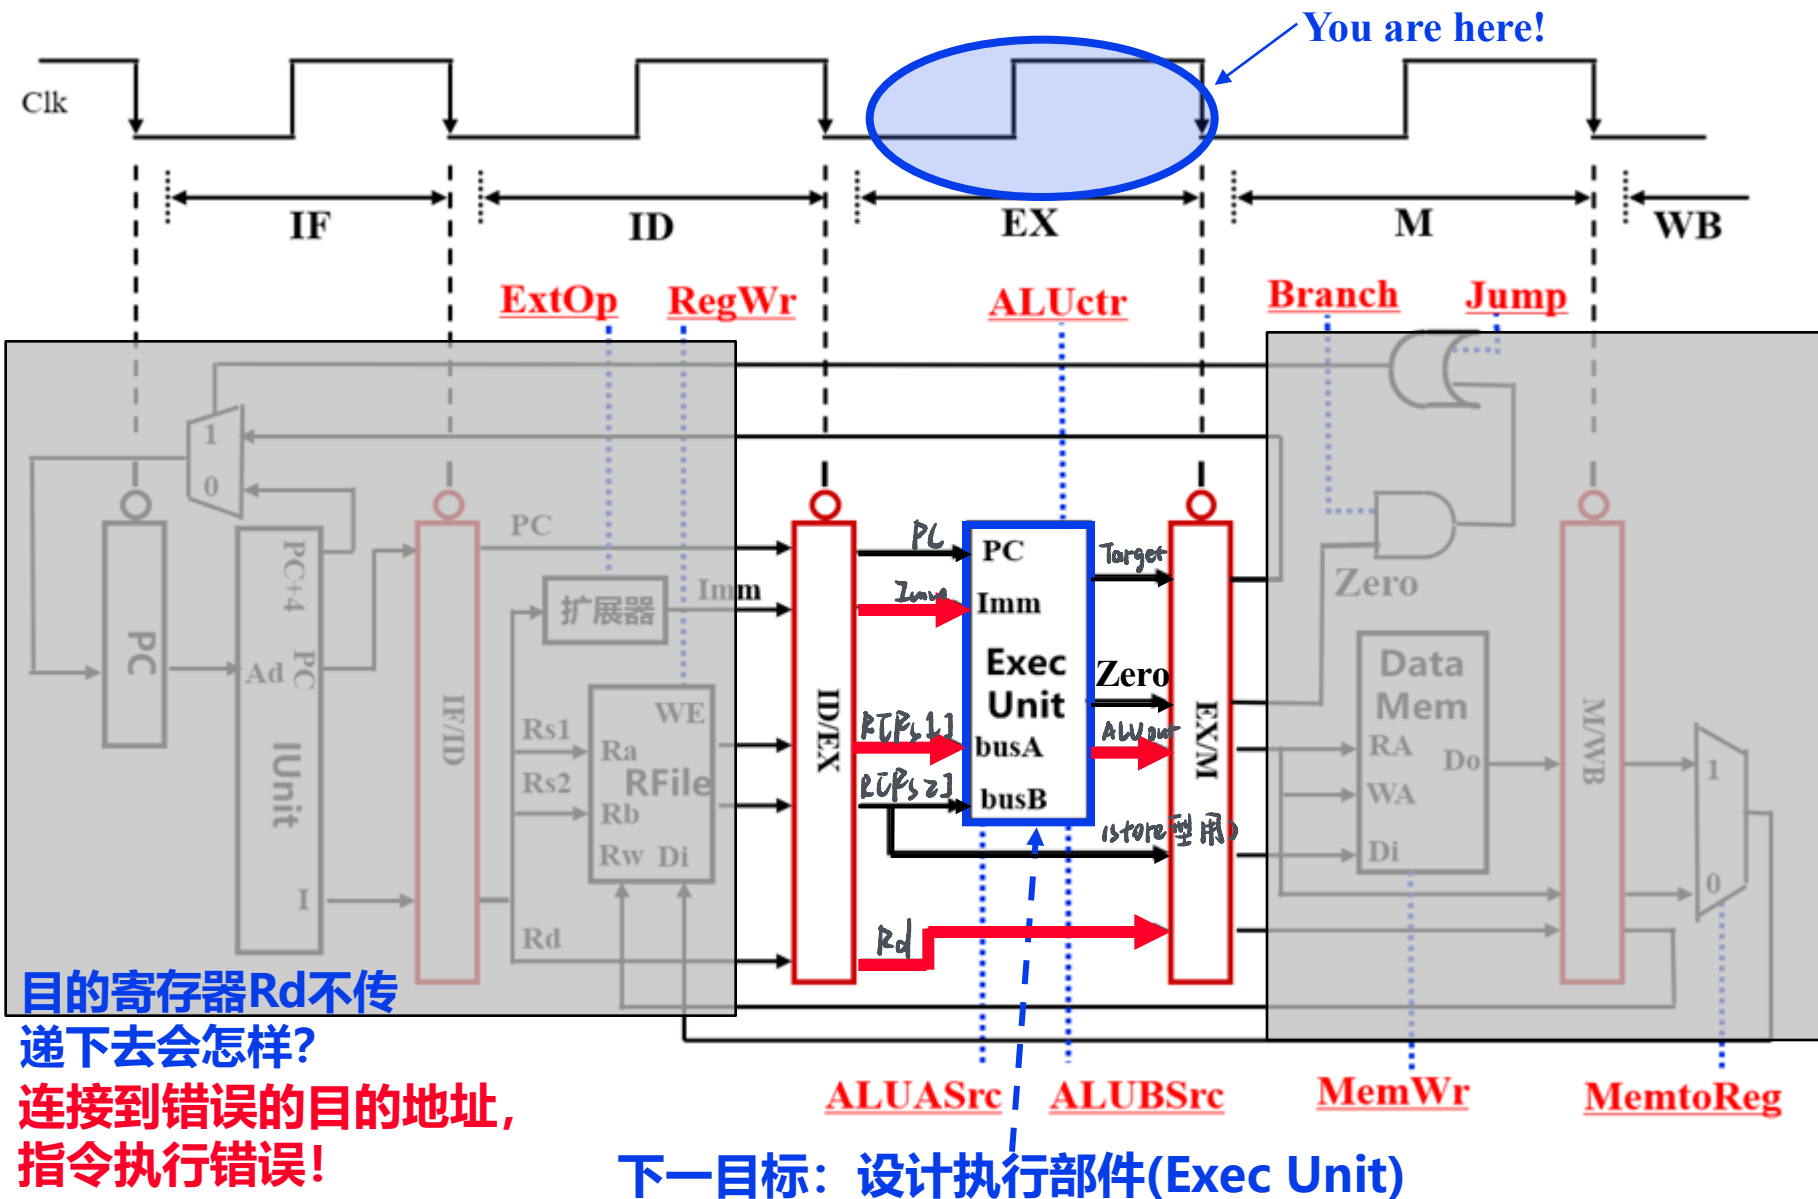 You are here!
Clk
IF
ID
EX
M
WB
ExtOp
RegWr
ALUctr
Branch
Jump
1
0
PC
PC+4
PC
Ad
IUnit
I
IF/ID
PC
扩展器
Imm
Rs1
Rs2
WE
Ra
RFile
Rb
Rw Di
Rd
ID/EX
PC
Imm
R[Rs1]
R[Rs2]
Rd
PC
Imm
Exec
Unit
busA
busB
Target
Zero
ALUout
(store型用)
EX/M
Zero
Data
Mem
RA
Do
WA
Di
M/WB
1
0
目的寄存器Rd不传
递下去会怎样?
连接到错误的目的地址，
指令执行错误！
ALUASrc
ALUBSrc
MemWr
MemtoReg
下一目标：设计执行部件(Exec Unit)